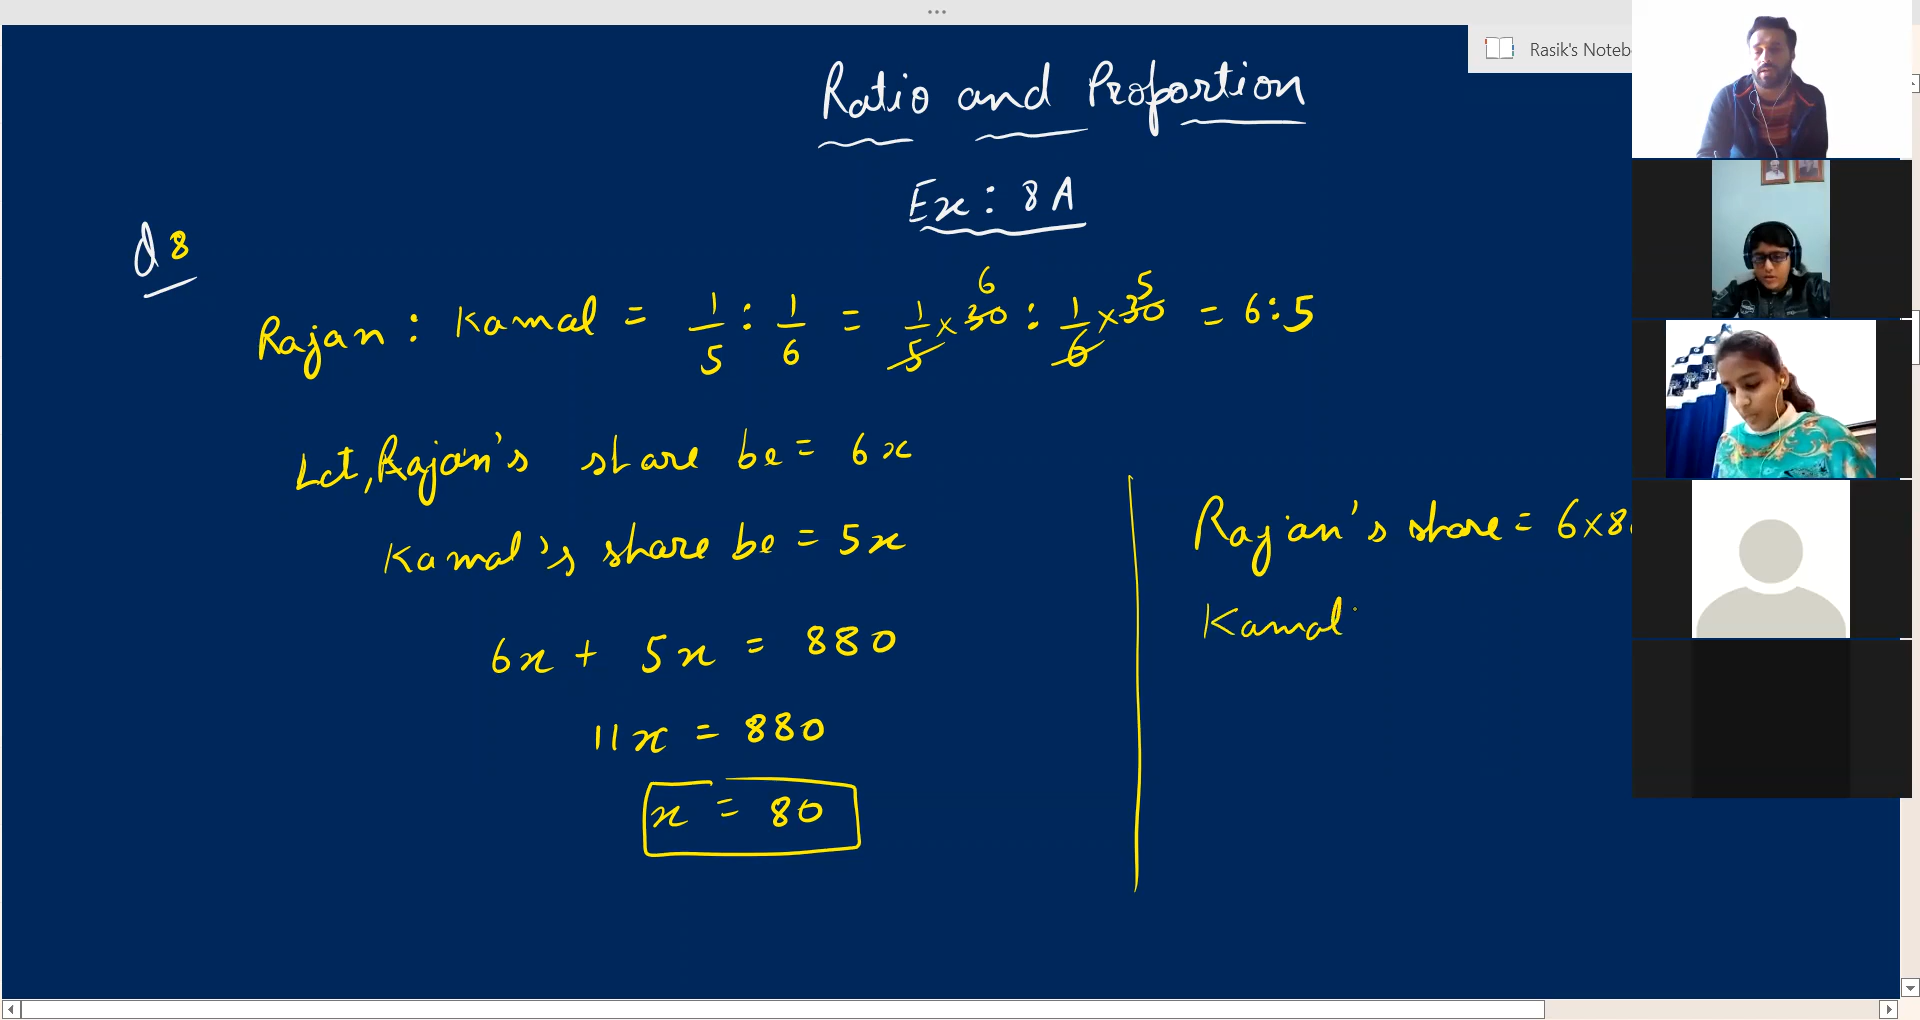 Rasik's Noteb
Ratio and Proportion
Ex: 8A
Q8
Rajan : Kamal = 1/5 : 1/6 = 1/5 × 30 6 : 1/6 × 30 5 = 6:5
Let, Rajan's share be = 6x
Kamal's share be = 5x
6x + 5x = 880
11x = 880
x = 80
Rajan's share = 6×8
Kamal